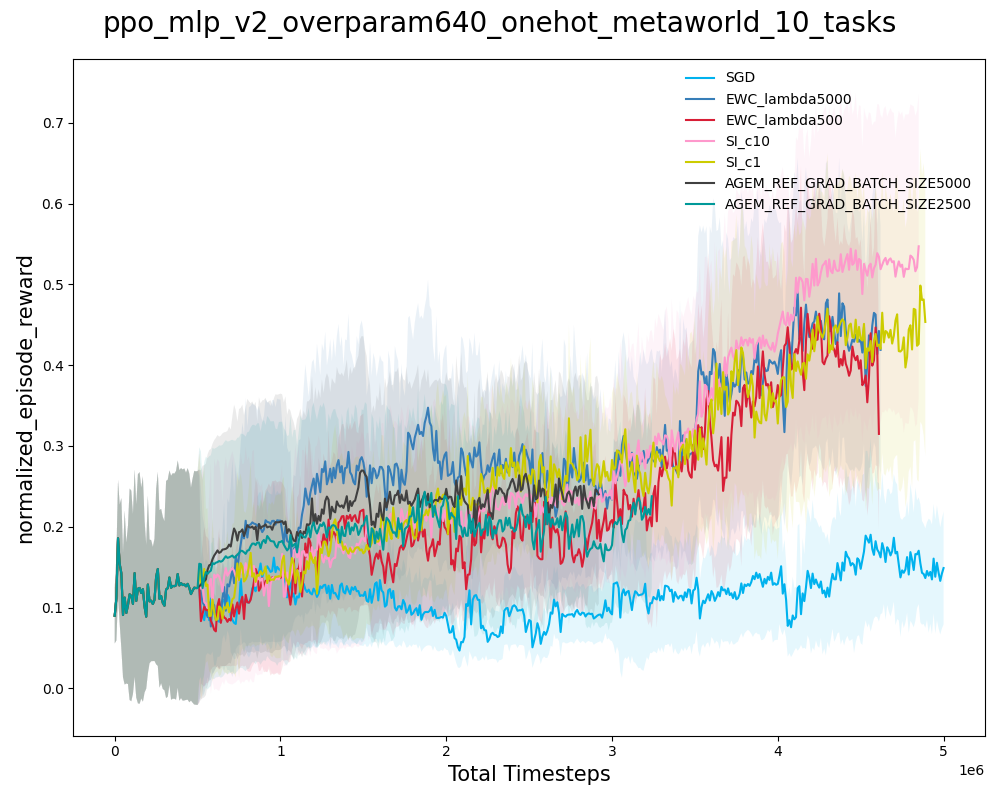 ppo_mlp_v2_overparam640_onehot_metaworld_10_tasks
SGD
EWC_lambda5000
EWC_lambda500
SI_c10
SI_c1
AGEM_REF_GRAD_BATCH_SIZE5000
AGEM_REF_GRAD_BATCH_SIZE2500
normalized_episode_reward
0.7
0.6
0.5
0.4
0.3
0.2
0.1
0.0
0 1 2 3 4 5
1e6
Total Timesteps